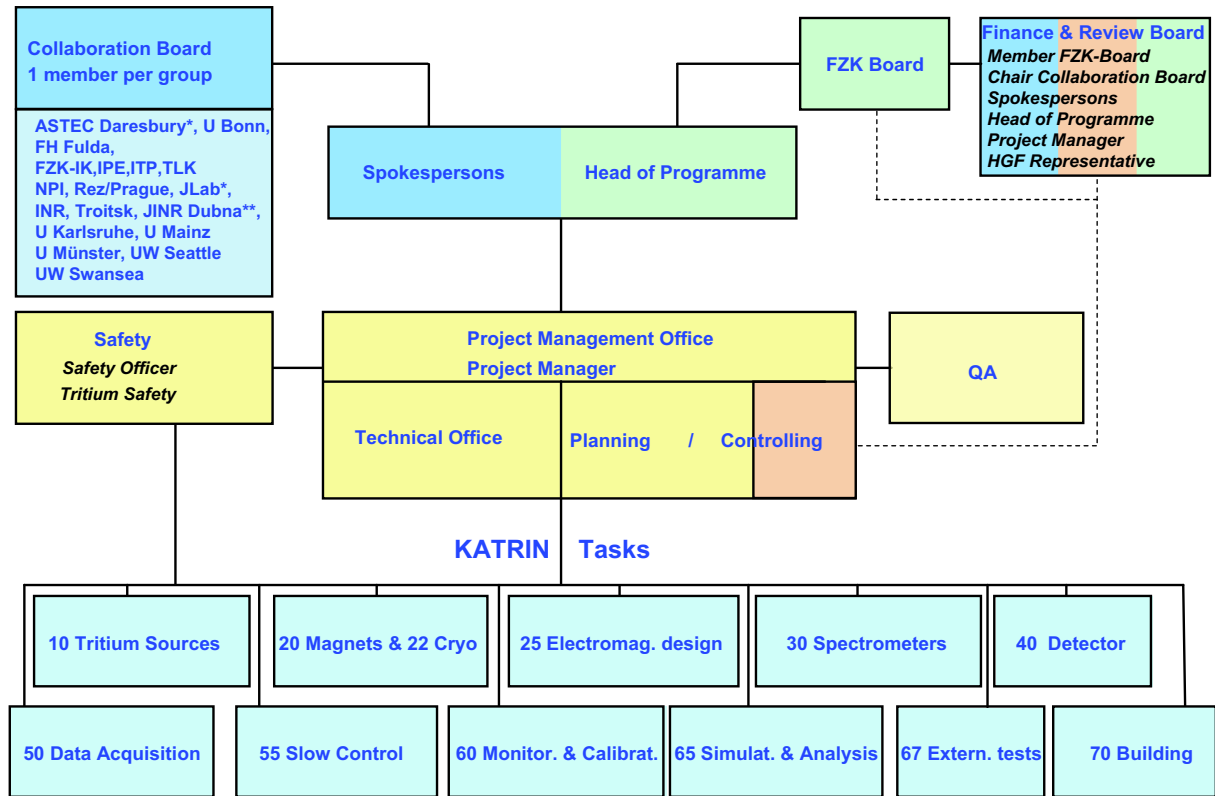 Collaboration Board
1 member per group
ASTEC Daresbury*, U Bonn,
FH Fulda,
FZK-IK,IPE,ITP,TLK
NPI, Rez/Prague, JLab*,
INR, Troitsk, JINR Dubna**,
U Karlsruhe, U Mainz
U Münster, UW Seattle
UW Swansea
FZK Board
Finance & Review Board
Member FZK-Board
Chair Collaboration Board
Spokespersons
Head of Programme
Project Manager
HGF Representative
Spokespersons
Head of Programme
Safety
Safety Officer
Tritium Safety
Project Management Office
Project Manager
Technical Office
Planning / Controlling
QA
KATRIN Tasks
10 Tritium Sources
20 Magnets & 22 Cryo
25 Electromag. design
30 Spectrometers
40 Detector
50 Data Acquisition
55 Slow Control
60 Monitor. & Calibrat.
65 Simulat. & Analysis
67 Extern. tests
70 Building